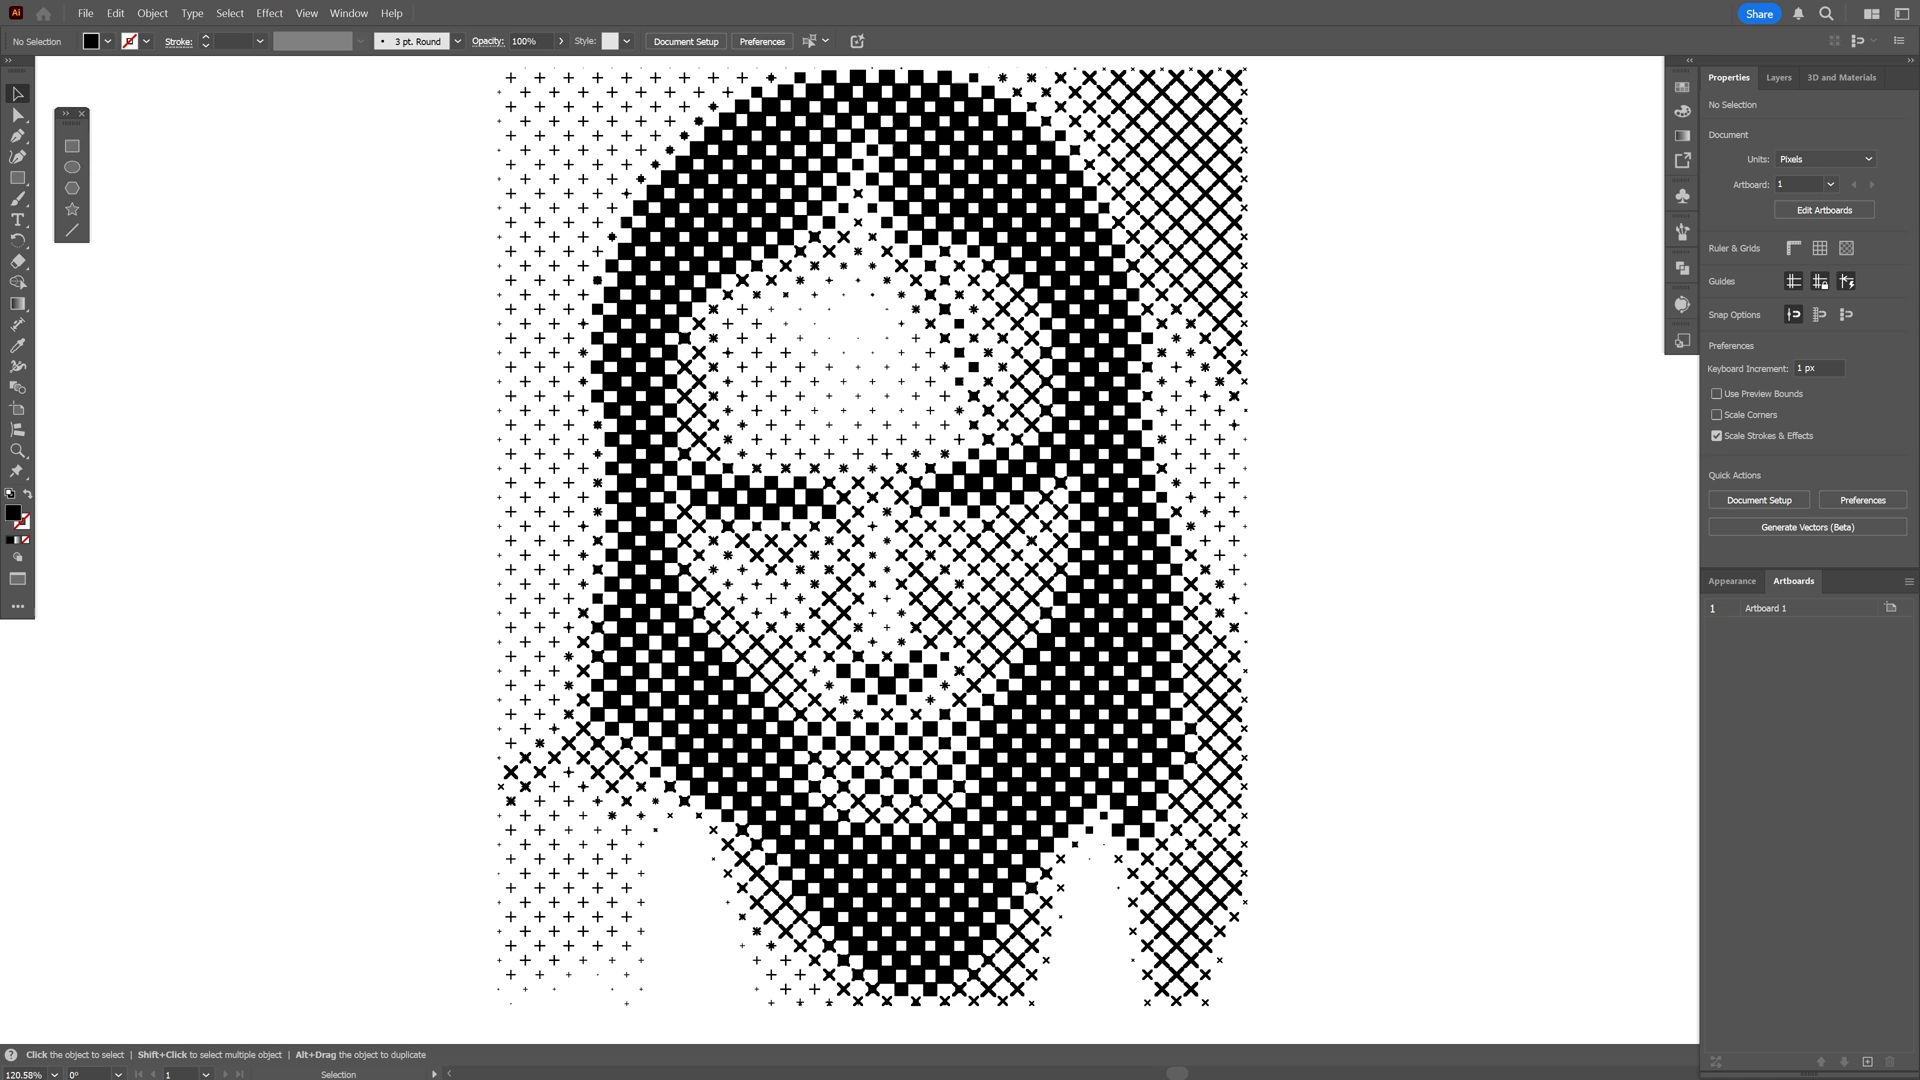 Ai File Edit Object Type Select Effect View Window Help Share
No Selection Stroke: 3 pt. Round Opacity: 100% Style: Document Setup Preferences
Properties Layers 3D and Materials
No Selection
Document
Units: Pixels
Artboard: 1
Edit Artboards
Ruler & Grids
Guides
Snap Options
Preferences
Keyboard Increment: 1 px
Use Preview Bounds
Scale Corners
Scale Strokes & Effects
Quick Actions
Document Setup Preferences
Generate Vectors (Beta)
Appearance Artboards
1 Artboard 1
Click the object to select | Shift+Click to select multiple object | Alt+Drag the object to duplicate
120.58% 0° 1 Selection